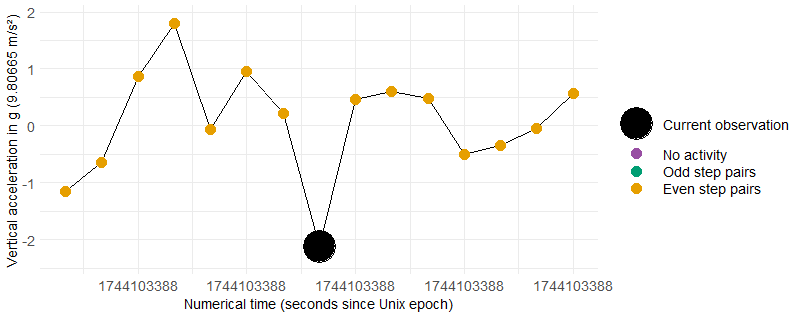 Vertical acceleration in g (9.80665 m/s²)
2
1
0
-1
-2
1744103388 1744103388 1744103388 1744103388 1744103388
Numerical time (seconds since Unix epoch)
Current observation
No activity
Odd step pairs
Even step pairs